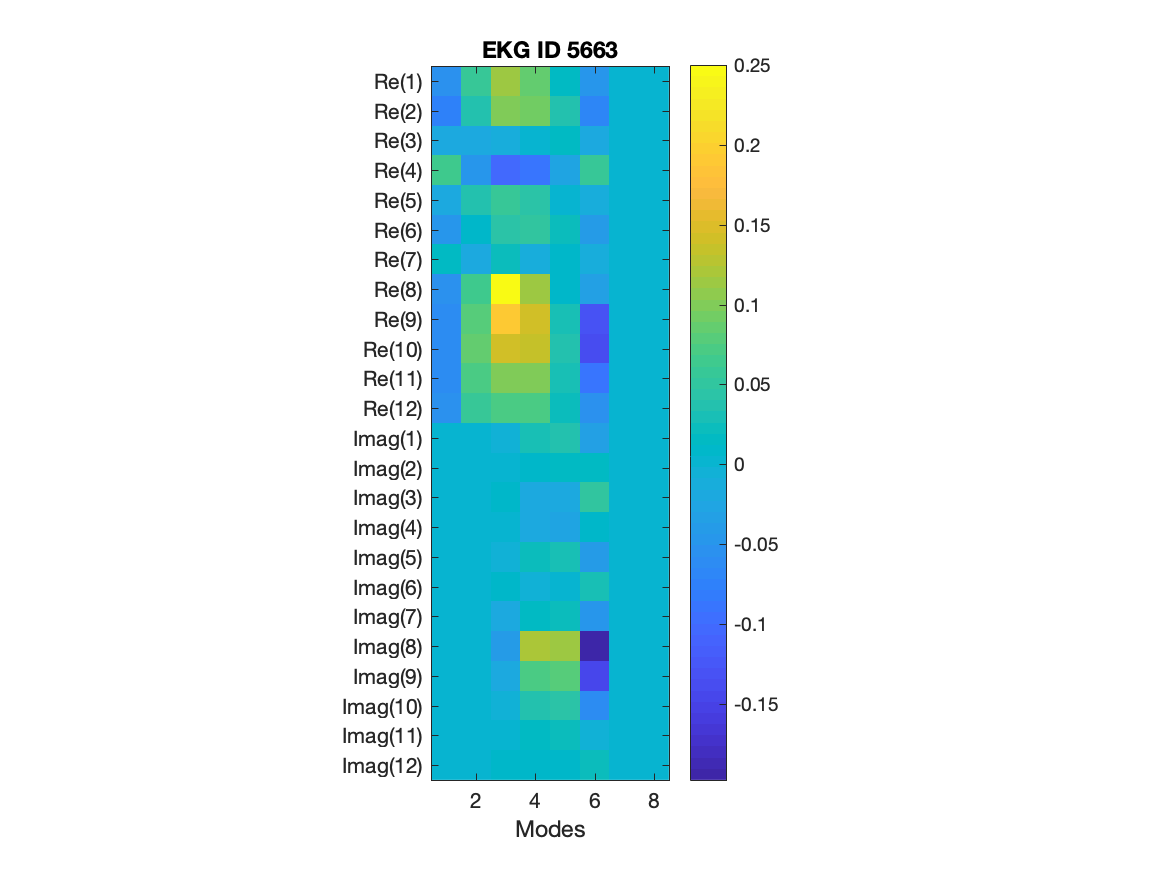 EKG ID 5663
Re(1)
Re(2)
Re(3)
Re(4)
Re(5)
Re(6)
Re(7)
Re(8)
Re(9)
Re(10)
Re(11)
Re(12)
Imag(1)
Imag(2)
Imag(3)
Imag(4)
Imag(5)
Imag(6)
Imag(7)
Imag(8)
Imag(9)
Imag(10)
Imag(11)
Imag(12)
2 4 6 8
Modes
0.25
0.2
0.15
0.1
0.05
0
-0.05
-0.1
-0.15